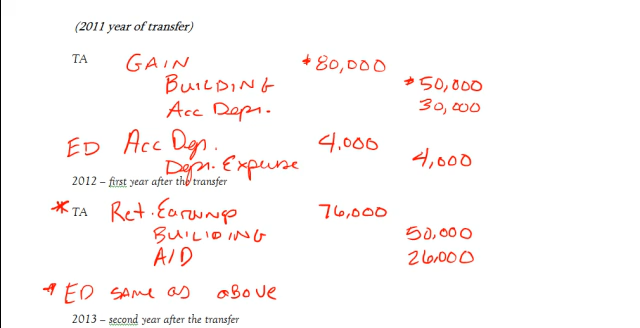 (2011 year of transfer)
TA GAIN $80,000
BUILDING $50,000
Acc Depr. 30,000
ED Acc Dep. 4,000
Depr. Expense 4,000
2012 – first year after the transfer
* TA Ret. Earnings 76,000
BUILDING 50,000
A/D 26,000
* ED SAME as above
2013 – second year after the transfer